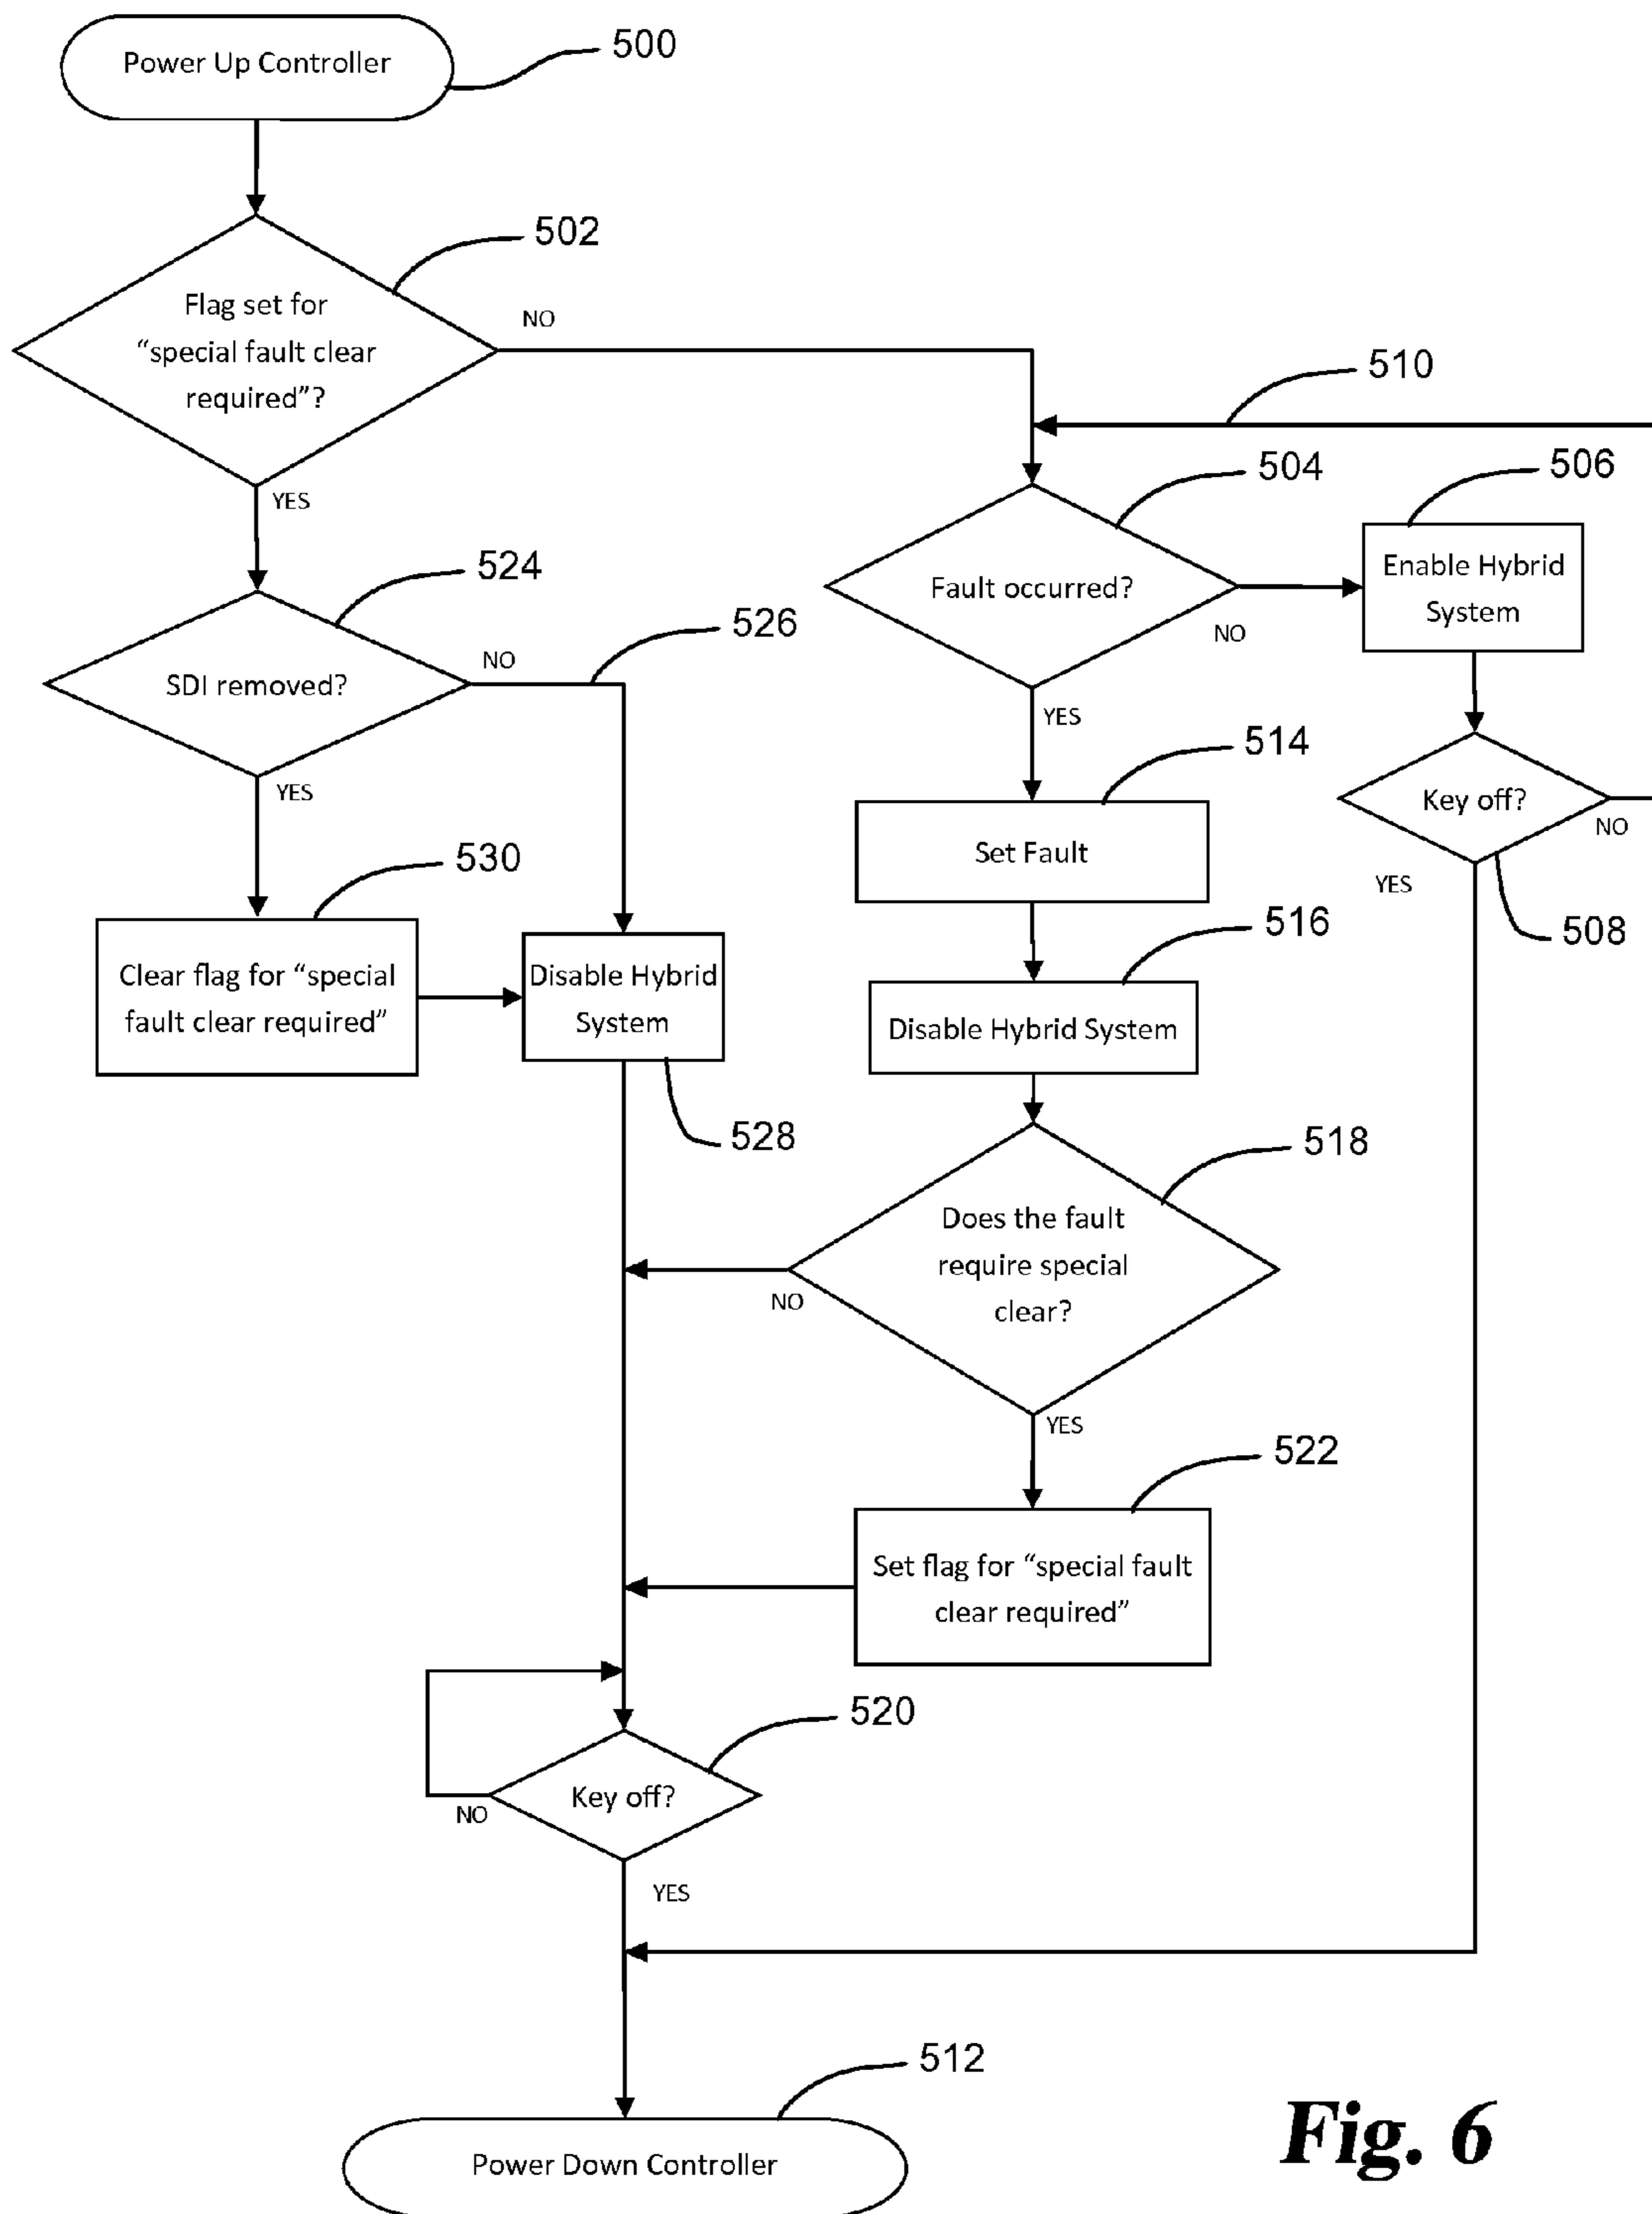 Power Up Controller
500
502
Flag set for
“special fault clear
required”?
NO
YES
510
504
506
Fault occurred?
NO
YES
Enable Hybrid
System
524
526
SDI removed?
NO
YES
514
Set Fault
Key off?
NO
YES
508
530
Clear flag for “special
fault clear required”
Disable Hybrid
System
528
516
Disable Hybrid System
518
Does the fault
require special
clear?
NO
YES
522
Set flag for “special fault
clear required”
520
Key off?
NO
YES
512
Power Down Controller
Fig. 6